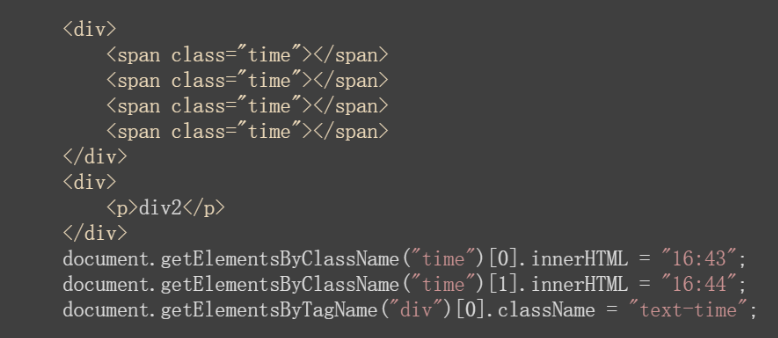 <div>
<span class="time"></span>
<span class="time"></span>
<span class="time"></span>
<span class="time"></span>
</div>
<div>
<p>div2</p>
</div>
document.getElementsByClassName("time")[0].innerHTML = "16:43";
document.getElementsByClassName("time")[1].innerHTML = "16:44";
document.getElementsByTagName("div")[0].className = "text-time";